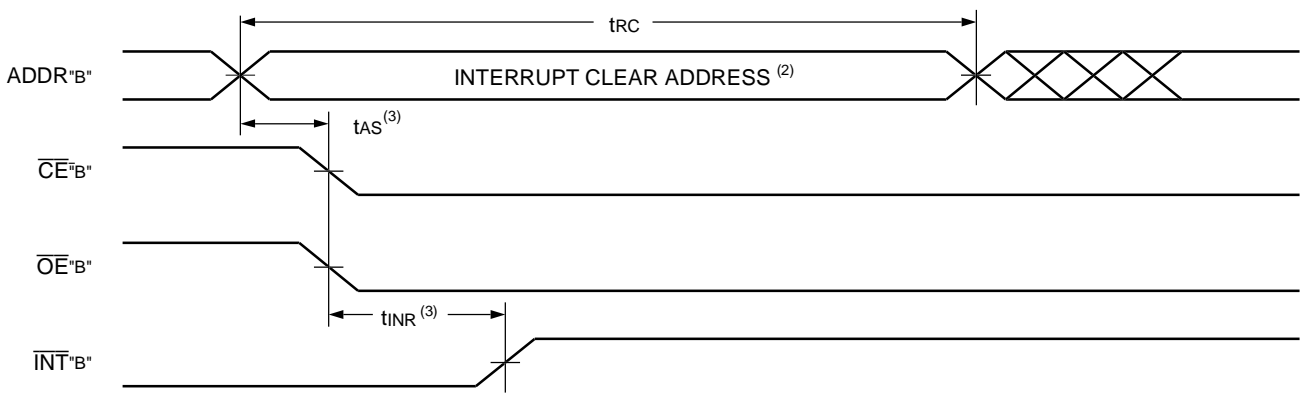 tRC
ADDR"B"
INTERRUPT CLEAR ADDRESS (2)
tAS(3)
CE"B"
OE"B"
tINR (3)
INT"B"